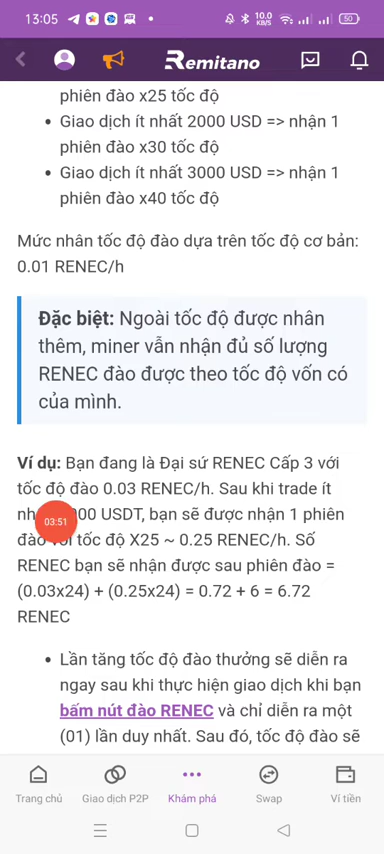 13:05
10.0
KB/S
50
Remitano
phiên đào x25 tốc độ
• Giao dịch ít nhất 2000 USD => nhận 1
phiên đào x30 tốc độ
• Giao dịch ít nhất 3000 USD => nhận 1
phiên đào x40 tốc độ
Mức nhân tốc độ đào dựa trên tốc độ cơ bản:
0.01 RENEC/h
Đặc biệt: Ngoài tốc độ được nhân
thêm, miner vẫn nhận đủ số lượng
RENEC đào được theo tốc độ vốn có
của mình.
Ví dụ: Bạn đang là Đại sứ RENEC Cấp 3 với
tốc độ đào 0.03 RENEC/h. Sau khi trade ít
00 USDT, bạn sẽ được nhận 1 phiên
03:51
tốc độ X25 ~ 0.25 RENEC/h. Số
RENEC bạn sẽ nhận được sau phiên đào =
(0.03x24) + (0.25x24) = 0.72 + 6 = 6.72
RENEC
• Lần tăng tốc độ đào thưởng sẽ diễn ra
ngay sau khi thực hiện giao dịch khi bạn
bấm nút đào RENEC và chỉ diễn ra một
(01) lần duy nhất. Sau đó, tốc độ đào sẽ
Trang chủ Giao dịch P2P Khám phá Swap Ví tiền